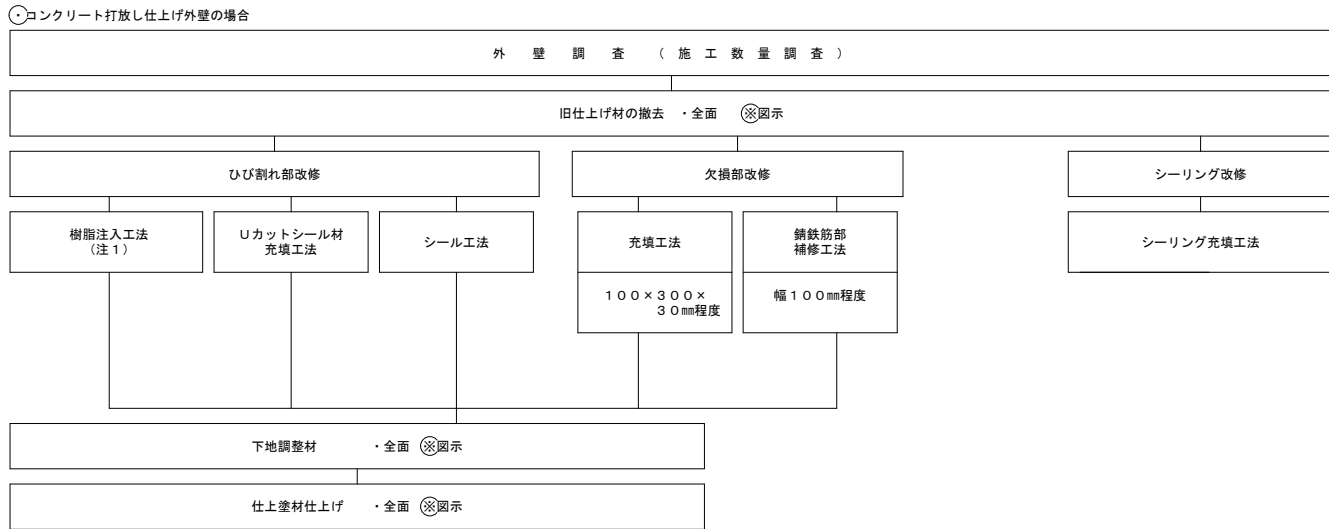 ⊙コンクリート打放し仕上げ外壁の場合
外 壁 調 査 ( 施 工 数 量 調 査 )
旧仕上げ材の撤去 ・全面 ※図示
ひび割れ部改修
欠損部改修
シーリング改修
樹脂注入工法
(注1)
Uカットシール材
充填工法
シール工法
充填工法
錆鉄筋部
補修工法
シーリング充填工法
100×300×
30㎜程度
幅100㎜程度
下地調整材 ・全面 ※図示
仕上塗材仕上げ ・全面 ※図示